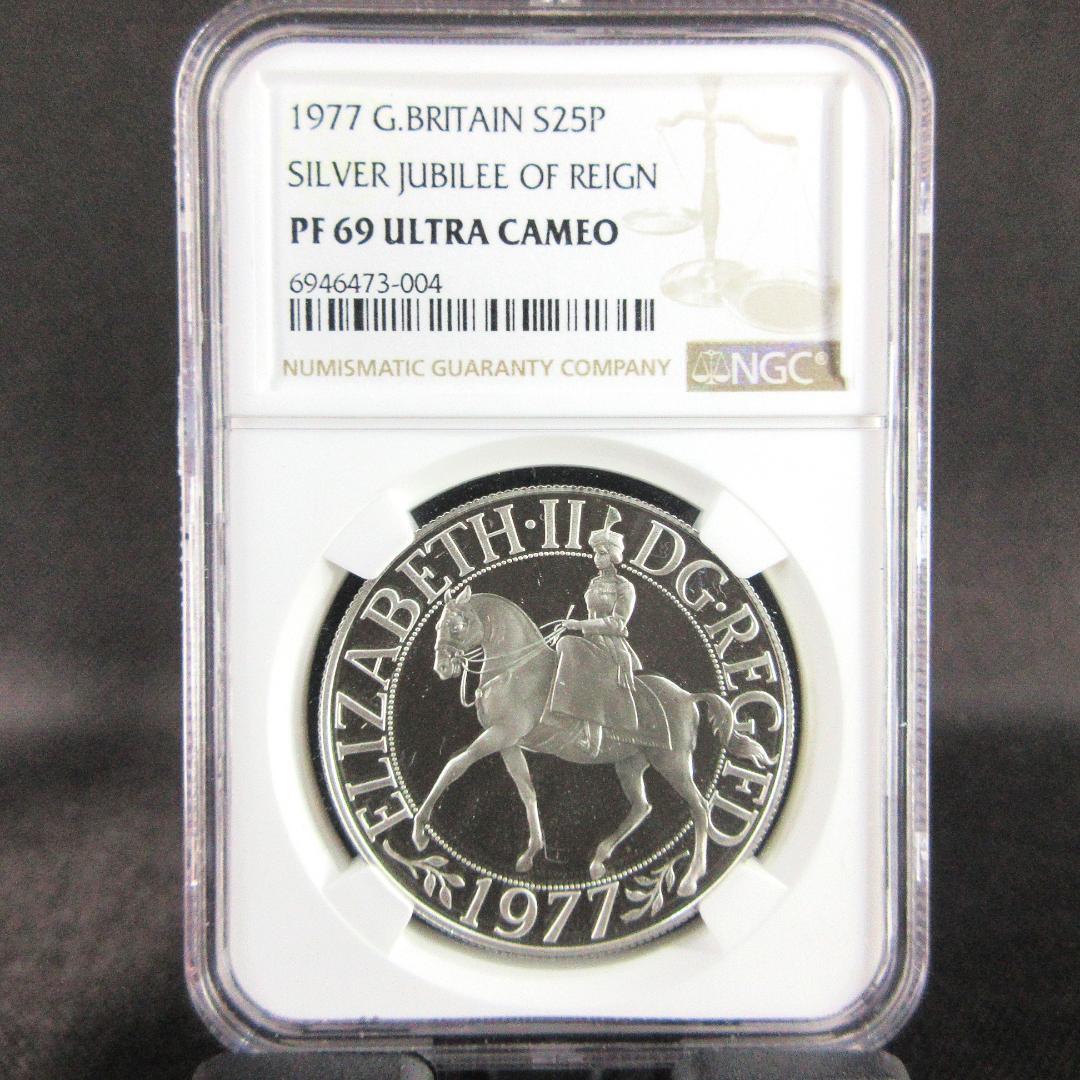 1977 G.BRITAIN S25P
SILVER JUBILEE OF REIGN
PF 69 ULTRA CAMEO
6946473-004
NUMISMATIC GUARANTY COMPANY
NGC®
ELIZABETH·II DG·REG FD
1977